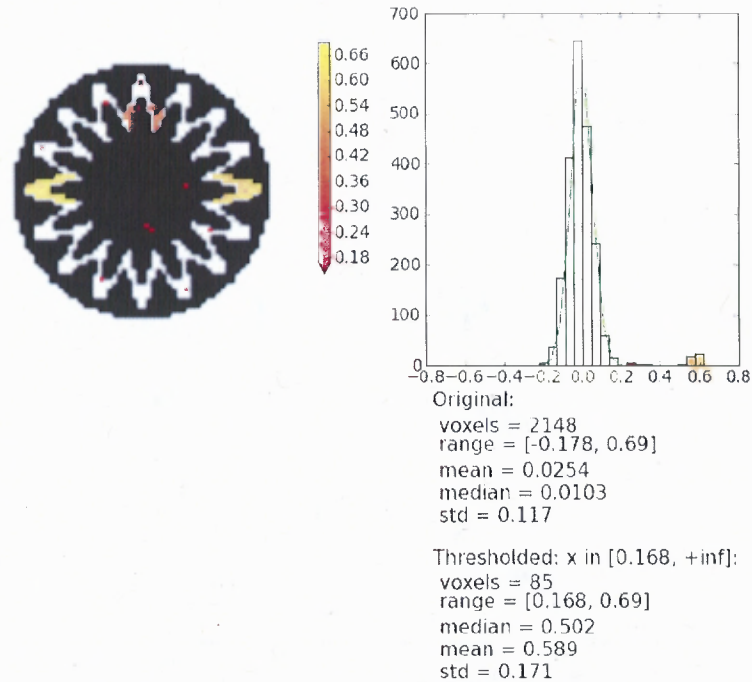 0.66
0.60
0.54
0.48
0.42
0.36
0.30
0.24
0.18
700
600
500
400
300
200
100
0
-0.8 -0.6 -0.4 -0.2 0.0 0.2 0.4 0.6 0.8
Original:
voxels = 2148
range = [-0.178, 0.69]
mean = 0.0254
median = 0.0103
std = 0.117
Thresholded: x in [0.168, +inf]:
voxels = 85
range = [0.168, 0.69]
median = 0.502
mean = 0.589
std = 0.171